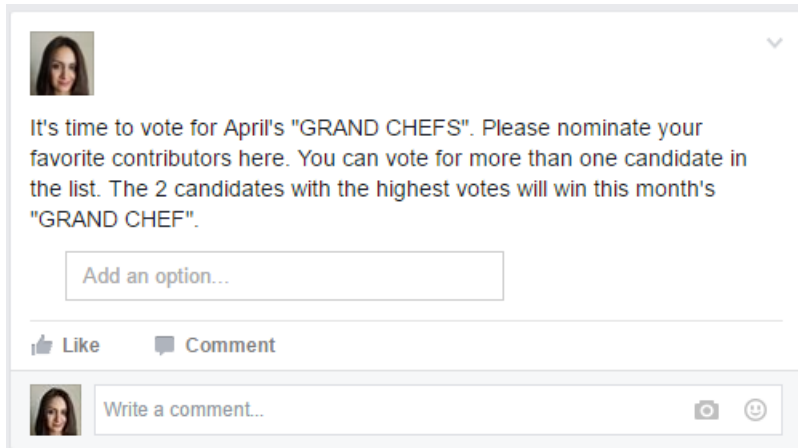 It's time to vote for April's "GRAND CHEFS". Please nominate your
favorite contributors here. You can vote for more than one candidate in
the list. The 2 candidates with the highest votes will win this month's
"GRAND CHEF".
Add an option...
Like Comment
Write a comment...